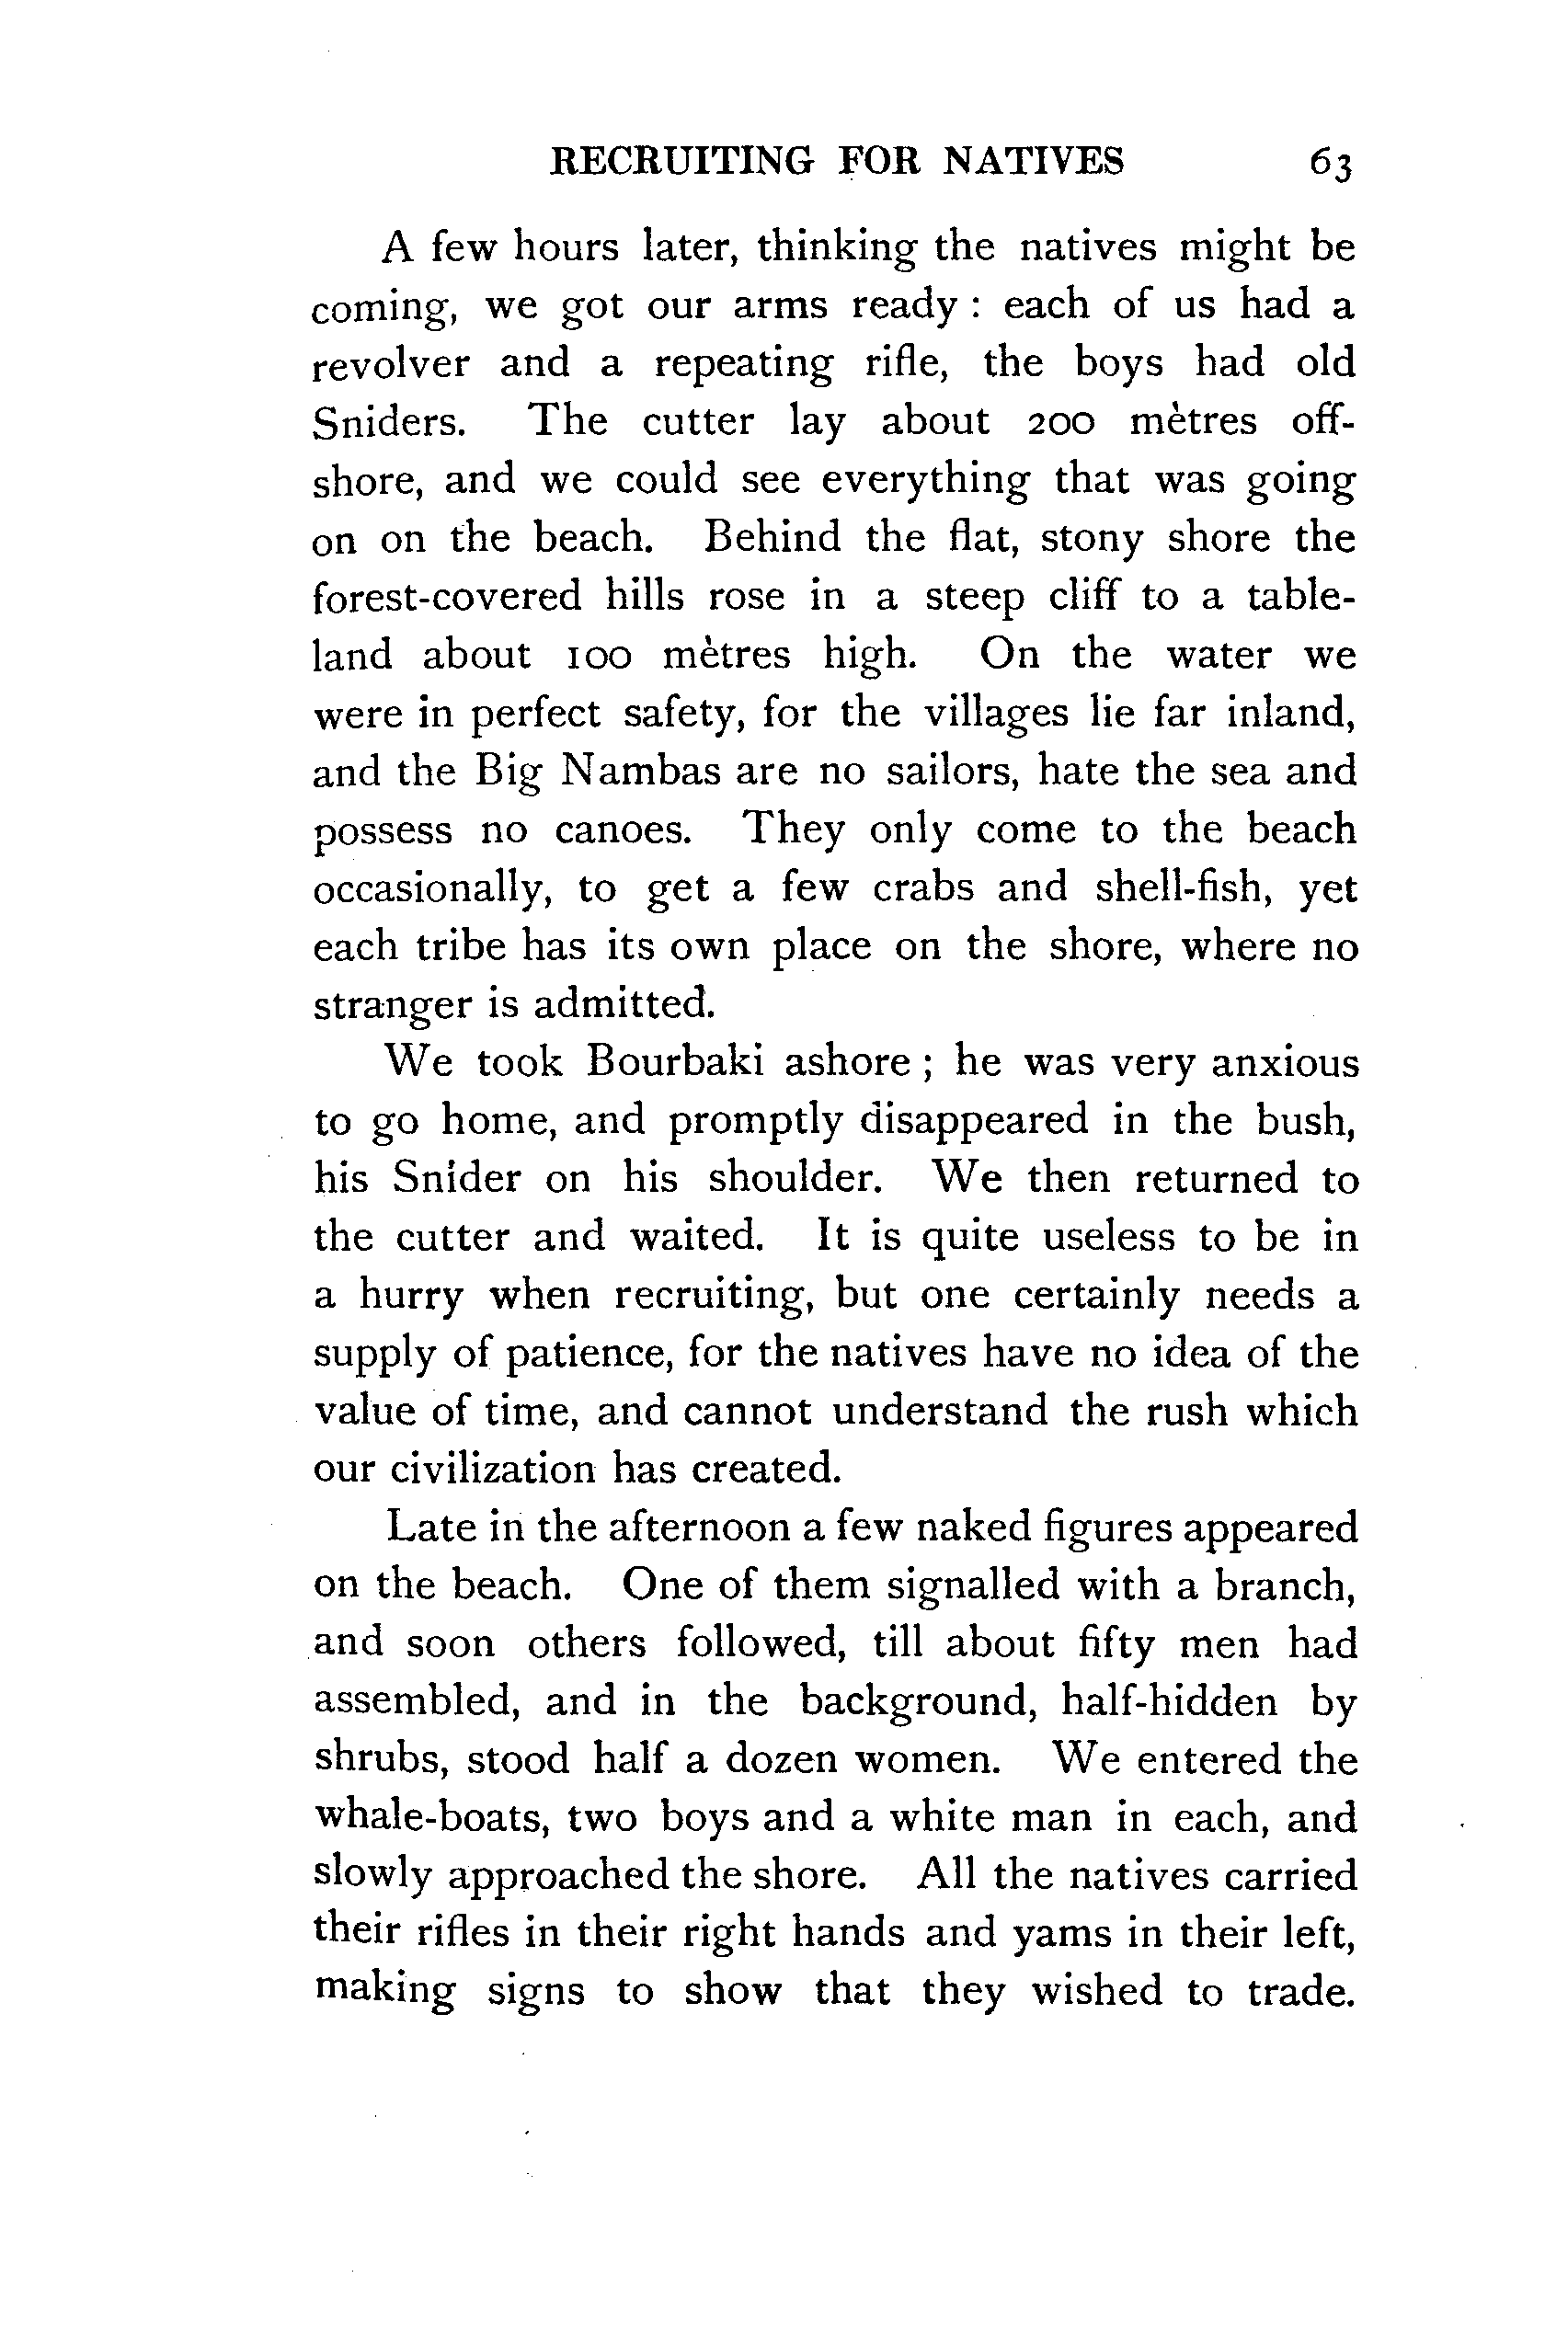 RECRUITING FOR NATIVES 63
A few hours later, thinking the natives might be
coming, we got our arms ready : each of us had a
revolver and a repeating rifle, the boys had old
Sniders. The cutter lay about 200 mètres off-
shore, and we could see everything that was going
on on the beach. Behind the flat, stony shore the
forest-covered hills rose in a steep cliff to a table-
land about 100 mètres high. On the water we
were in perfect safety, for the villages lie far inland,
and the Big Nambas are no sailors, hate the sea and
possess no canoes. They only come to the beach
occasionally, to get a few crabs and shell-fish, yet
each tribe has its own place on the shore, where no
stranger is admitted.
We took Bourbaki ashore ; he was very anxious
to go home, and promptly disappeared in the bush,
his Snider on his shoulder. We then returned to
the cutter and waited. It is quite useless to be in
a hurry when recruiting, but one certainly needs a
supply of patience, for the natives have no idea of the
value of time, and cannot understand the rush which
our civilization has created.
Late in the afternoon a few naked figures appeared
on the beach. One of them signalled with a branch,
and soon others followed, till about fifty men had
assembled, and in the background, half-hidden by
shrubs, stood half a dozen women. We entered the
whale-boats, two boys and a white man in each, and
slowly approached the shore. All the natives carried
their rifles in their right hands and yams in their left,
making signs to show that they wished to trade.